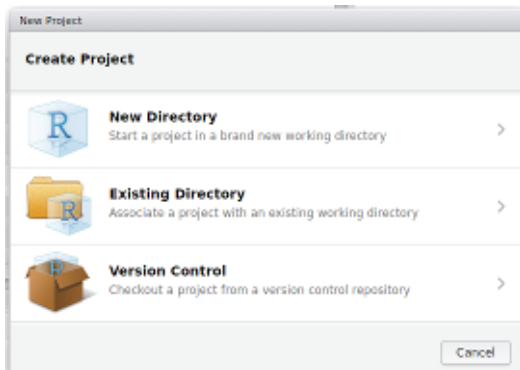 New Project
Create Project
R
New Directory
Start a project in a brand new working directory
R
Existing Directory
Associate a project with an existing working directory
R
Version Control
Checkout a project from a version control repository
Cancel